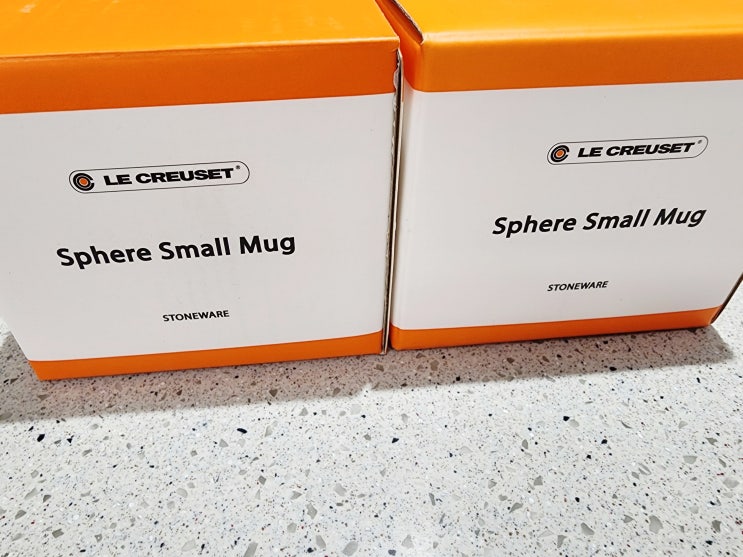 LE CREUSET®
Sphere Small Mug
STONEWARE
LE CREUSET®
Sphere Small Mug
STONEWARE